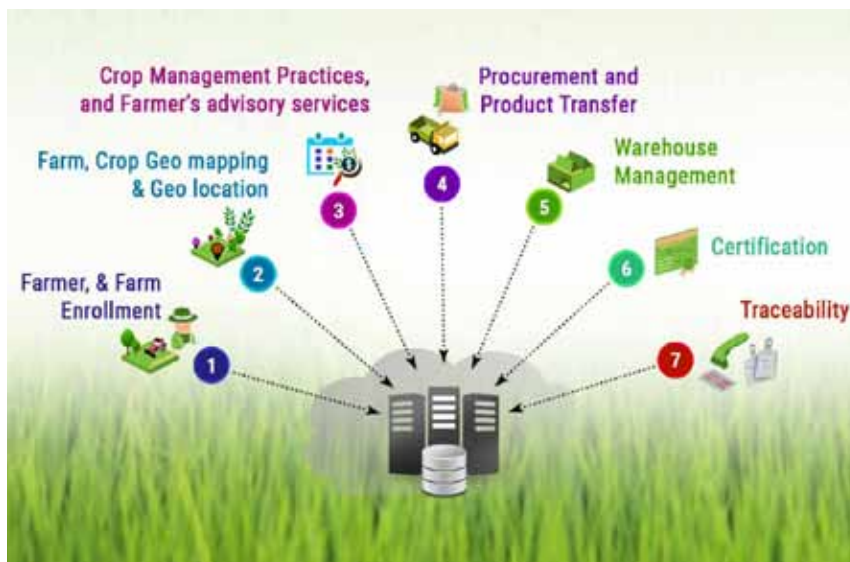 Crop Management Practices,
and Farmer's advisory services
Procurement and
Product Transfer
Farm, Crop Geo mapping
& Geo location
Warehouse
Management
Farmer, & Farm
Enrollment
Certification
Traceability
1
2
3
4
5
6
7